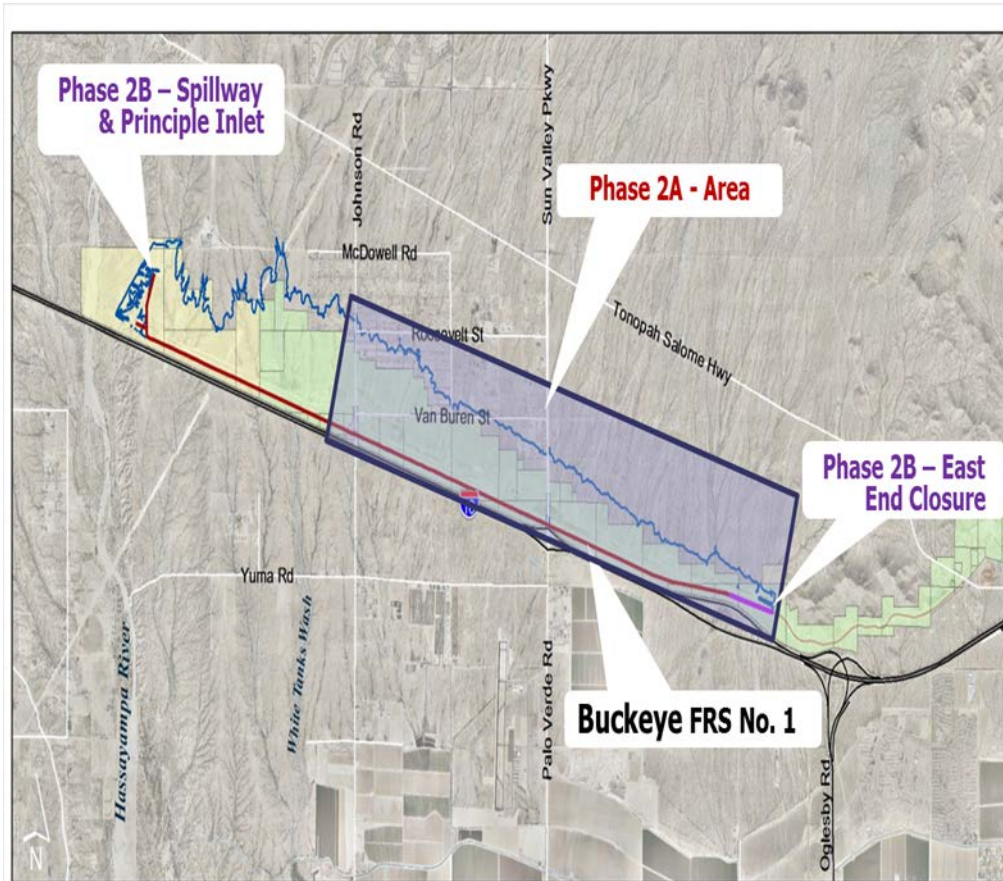 Phase 2B – Spillway
& Principle Inlet
Johnson Rd
Sun Valley Pkwy
Phase 2A - Area
McDowell Rd
Tonopah Salome Hwy
Roosevelt St
Van Buren St
Phase 2B – East
End Closure
10
Yuma Rd
Hassayampa River
White Tanks Wash
Palo Verde Rd
Buckeye FRS No. 1
Oglesby Rd
N